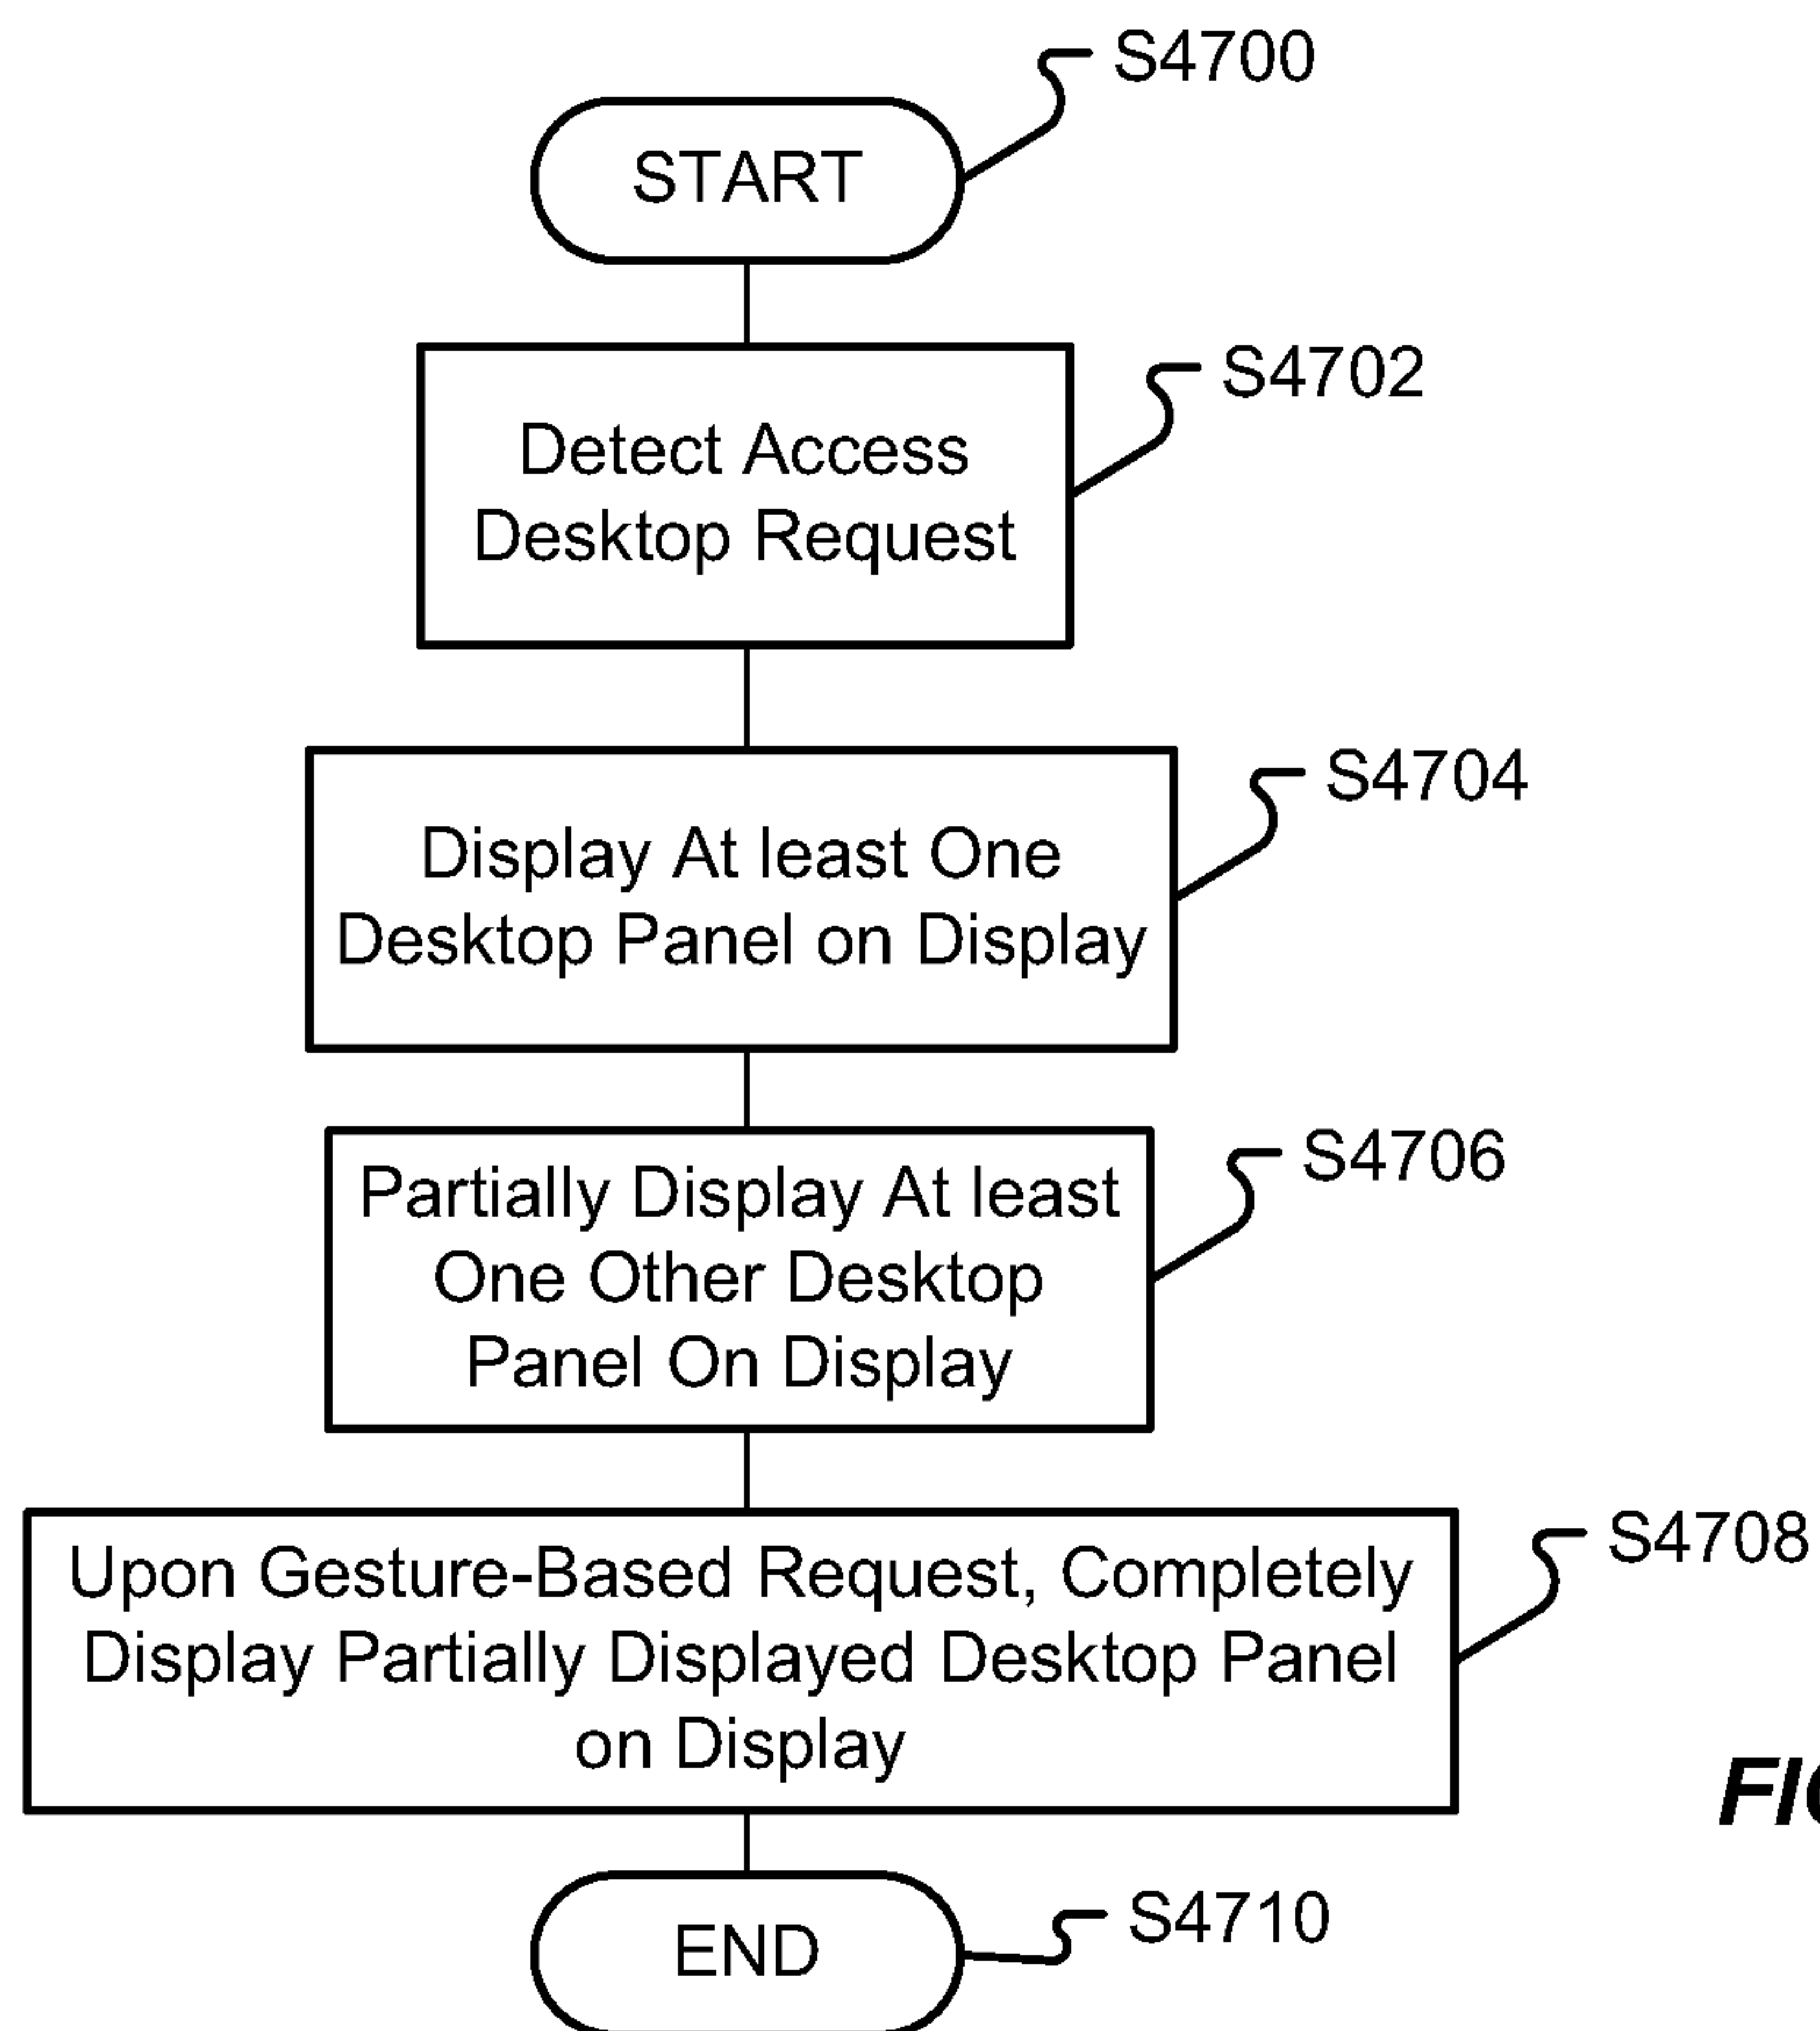 S4700
START
S4702
Detect Access
Desktop Request
S4704
Display At least One
Desktop Panel on Display
S4706
Partially Display At least
One Other Desktop
Panel On Display
S4708
Upon Gesture-Based Request, Completely
Display Partially Displayed Desktop Panel
on Display
S4710
END